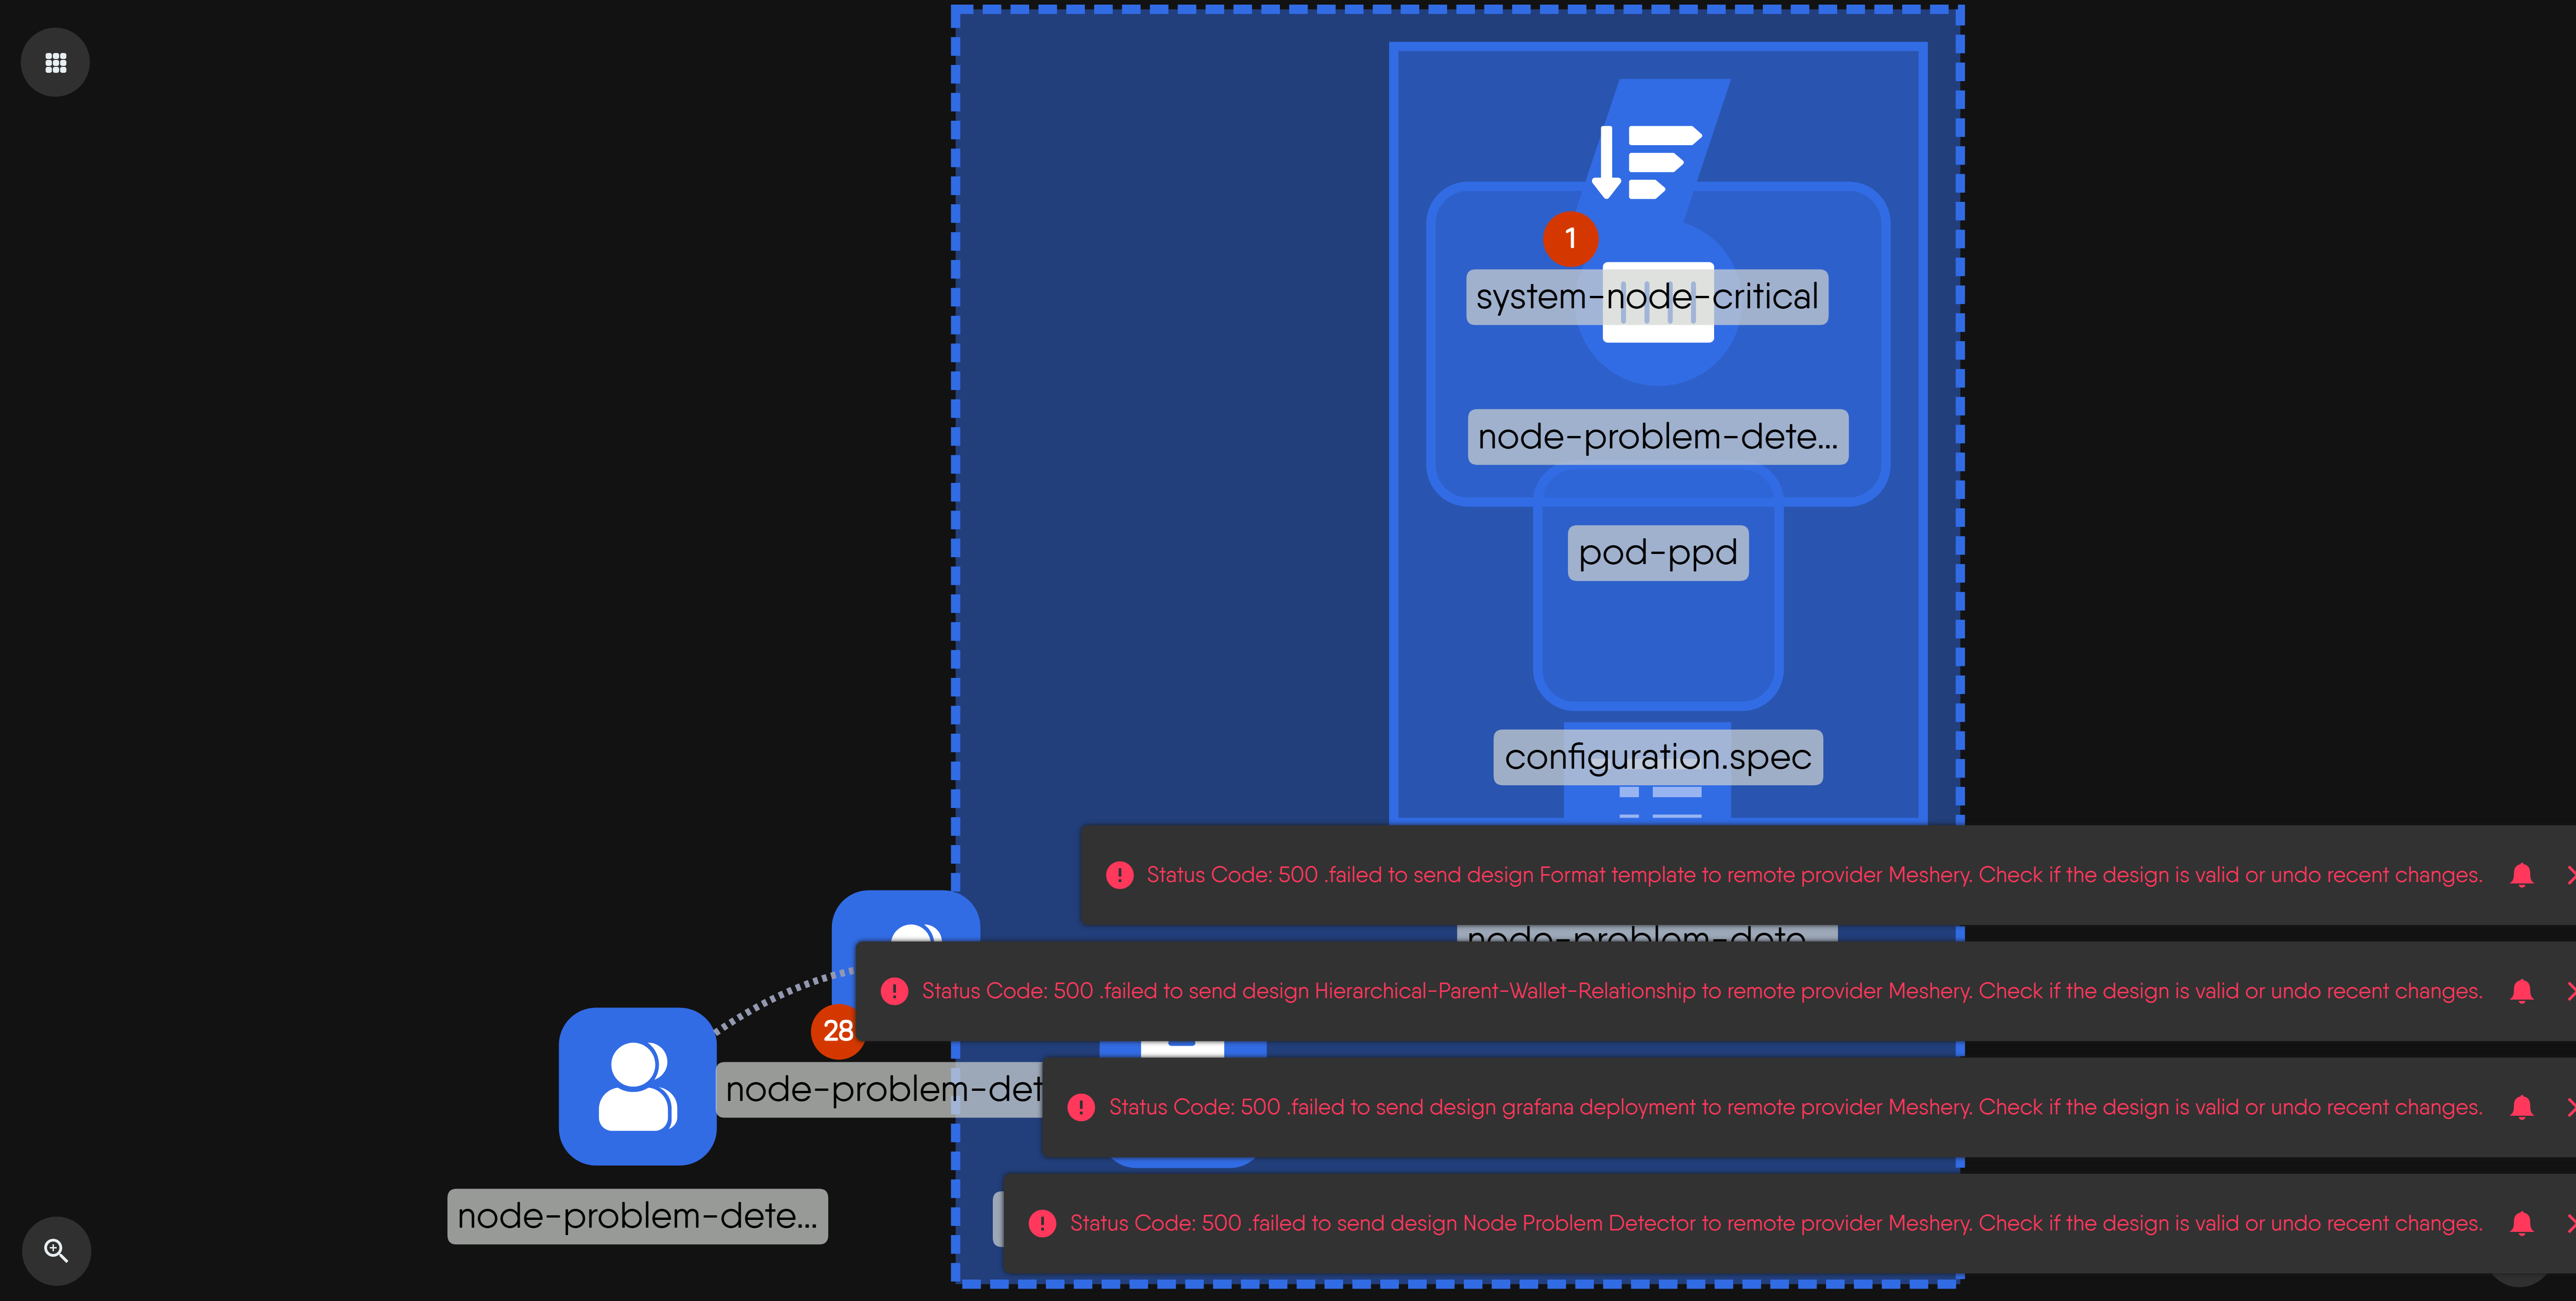 1
system-node-critical
node-problem-dete...
pod-ppd
configuration.spec
Status Code: 500 .failed to send design Format template to remote provider Meshery. Check if the design is valid or undo recent changes.
node-problem-dete
Status Code: 500 .failed to send design Hierarchical-Parent-Wallet-Relationship to remote provider Meshery. Check if the design is valid or undo recent changes.
28
node-problem-det
Status Code: 500 .failed to send design grafana deployment to remote provider Meshery. Check if the design is valid or undo recent changes.
node-problem-dete...
Status Code: 500 .failed to send design Node Problem Detector to remote provider Meshery. Check if the design is valid or undo recent changes.